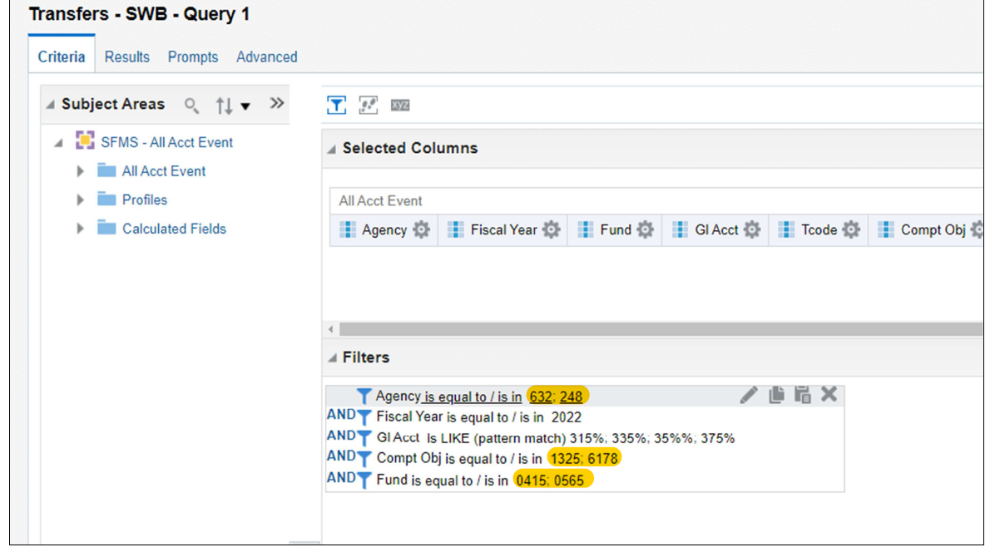 Transfers - SWB - Query 1
Criteria Results Prompts Advanced
Subject Areas
SFMS - All Acct Event
All Acct Event
Profiles
Calculated Fields
xyz
Selected Columns
All Acct Event
Agency Fiscal Year Fund Gl Acct Tcode Compt Obj
Filters
Agency is equal to / is in 632; 248
AND Fiscal Year is equal to / is in 2022
AND Gl Acct is LIKE (pattern match) 315%; 335%; 35%%; 375%
AND Compt Obj is equal to / is in 1325; 6178
AND Fund is equal to / is in 0415; 0565